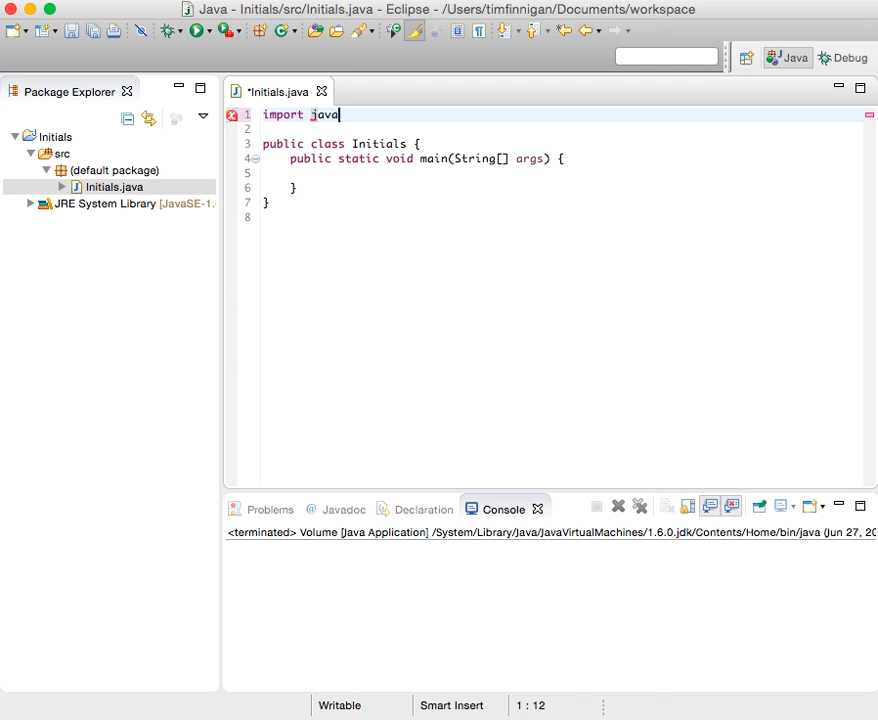 Java - Initials/src/Initials.java - Eclipse - /Users/timfinnigan/Documents/workspace
Java
Debug
Package Explorer
Initials
src
(default package)
Initials.java
JRE System Library [JavaSE-1.
*Initials.java
1 import java
2
3 public class Initials {
4 public static void main(String[] args) {
5
6 }
7 }
8
Problems @ Javadoc Declaration Console
<terminated> Volume [Java Application] /System/Library/Java/JavaVirtualMachines/1.6.0.jdk/Contents/Home/bin/java (Jun 27, 20
Writable Smart Insert 1 : 12